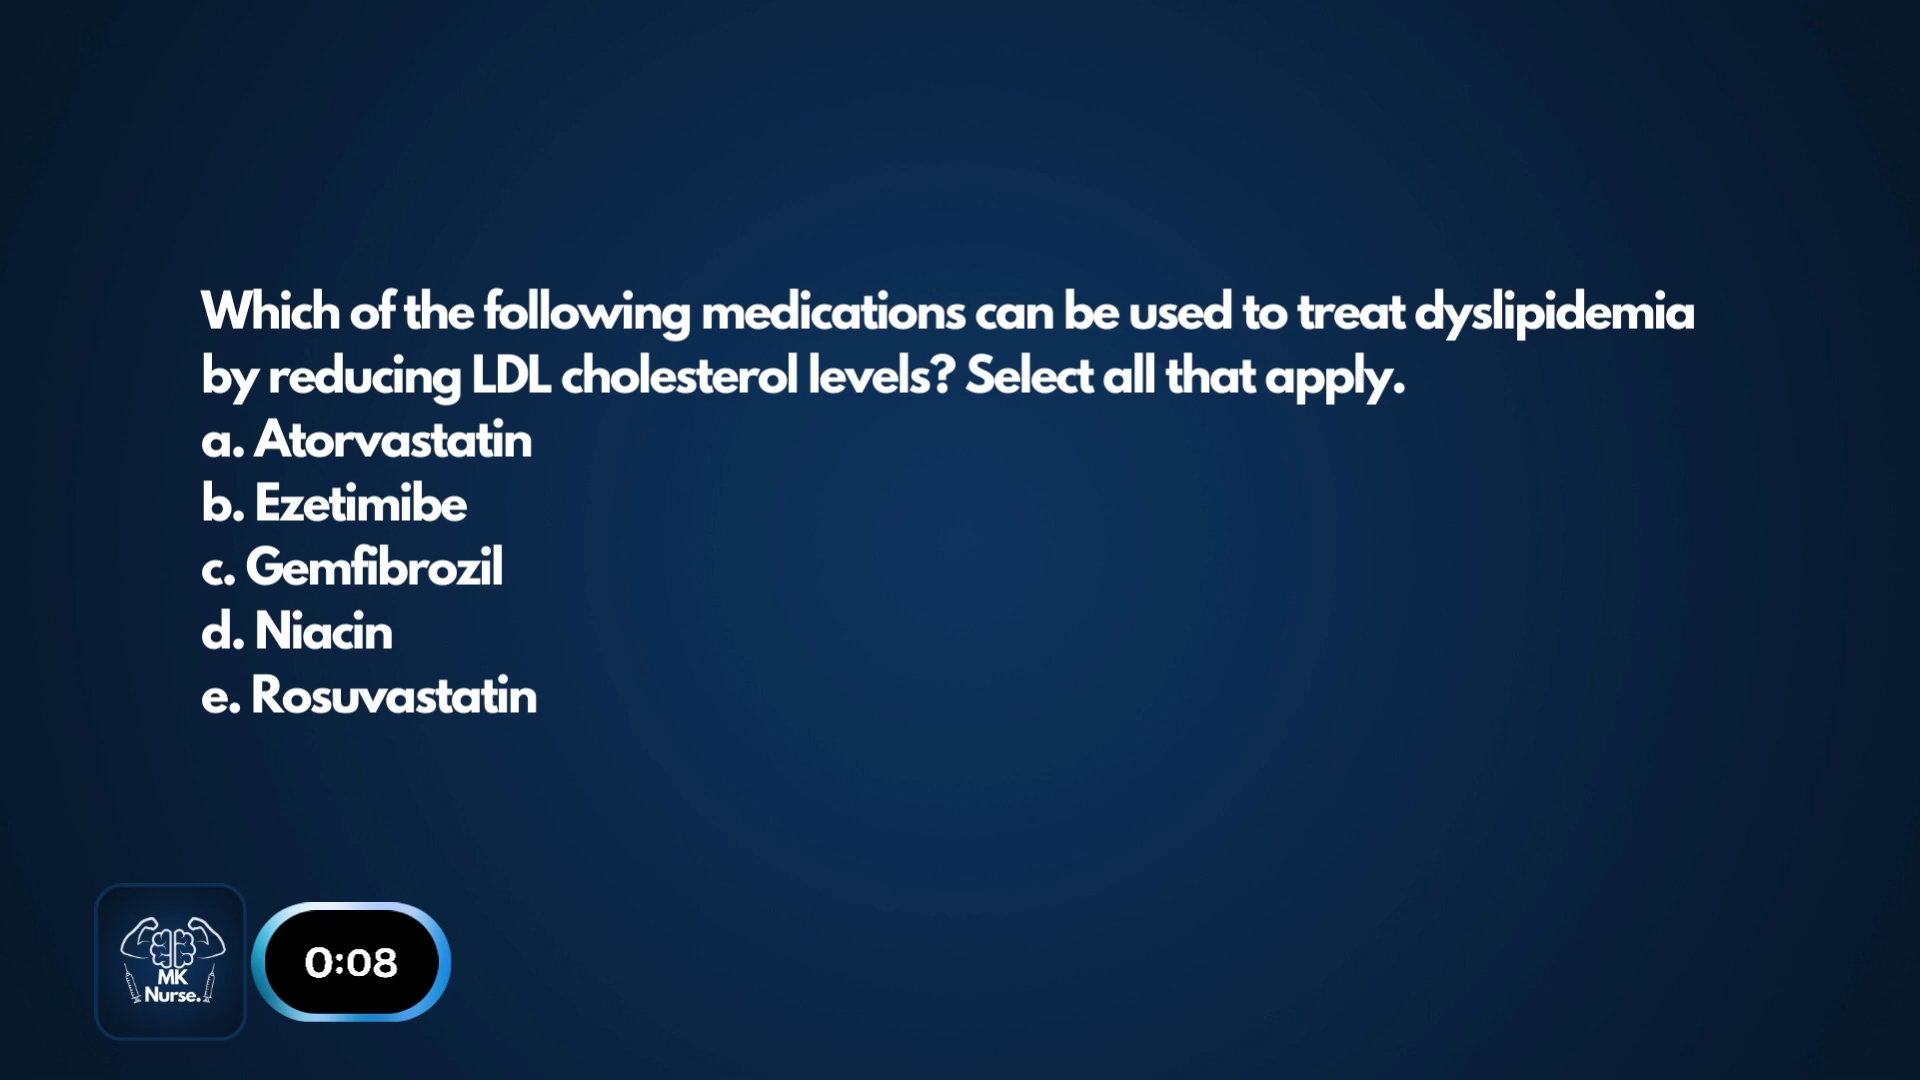 Which of the following medications can be used to treat dyslipidemia
by reducing LDL cholesterol levels? Select all that apply.
a. Atorvastatin
b. Ezetimibe
c. Gemfibrozil
d. Niacin
e. Rosuvastatin
MK
Nurse.
0:08